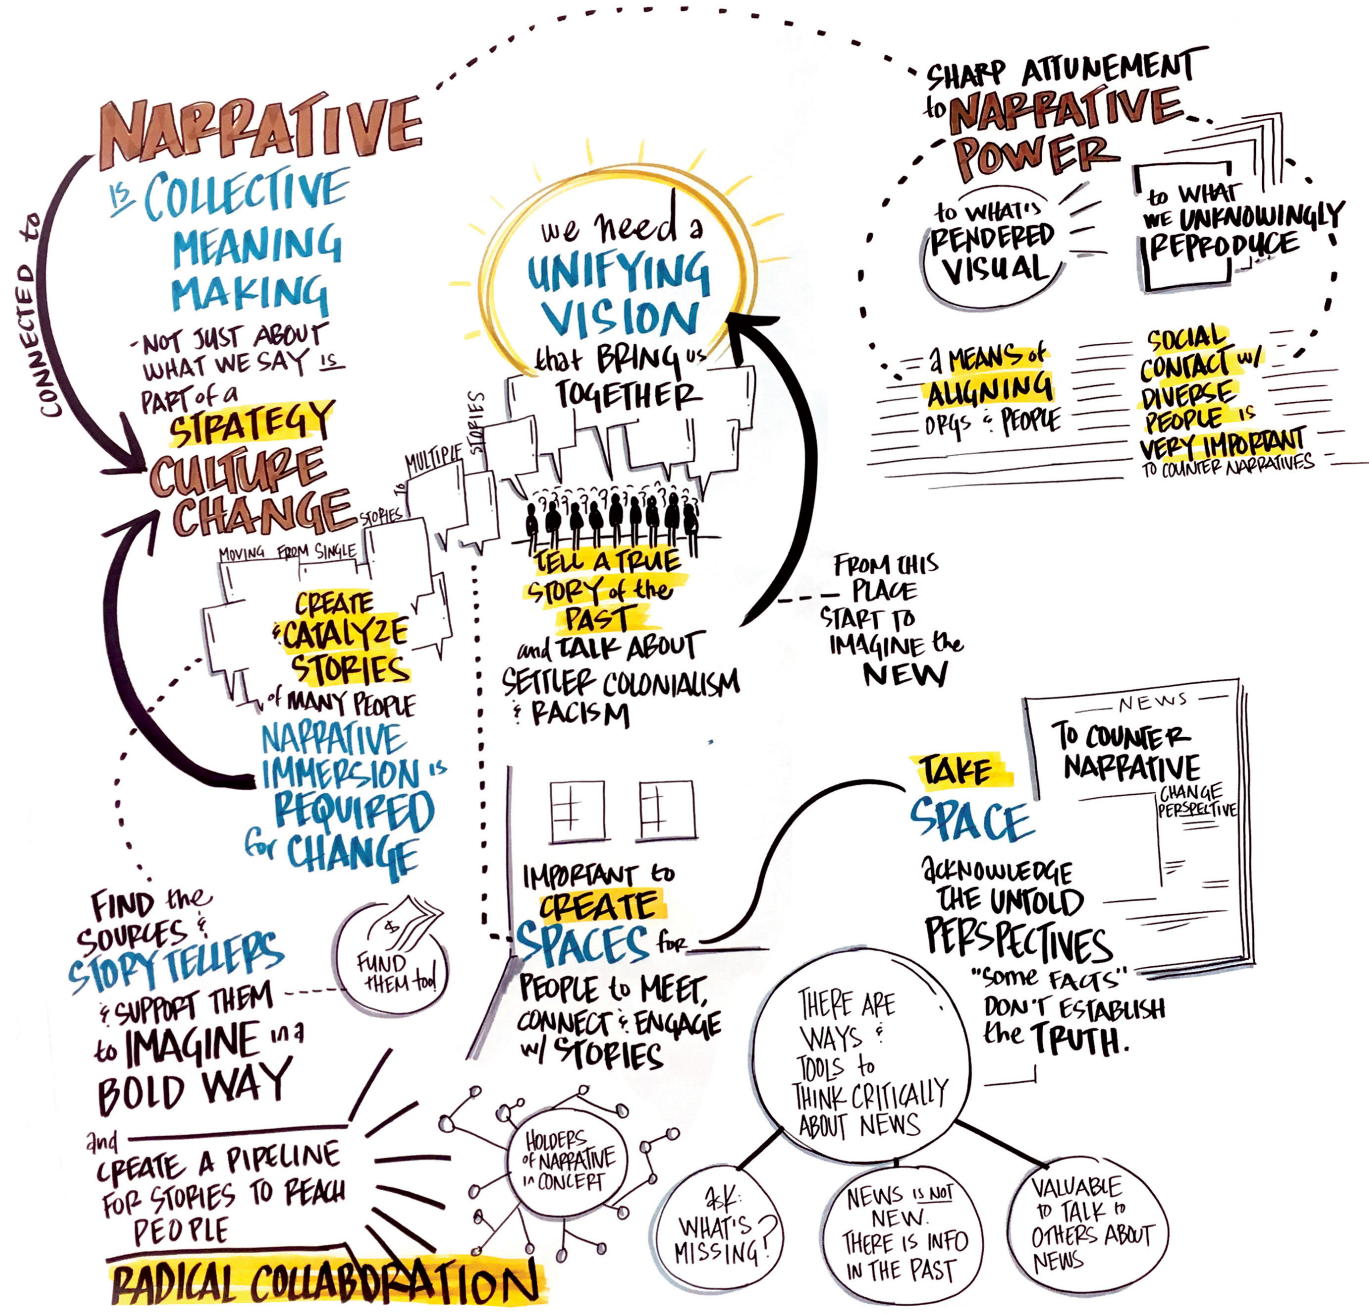 NARRATIVE
is COLLECTIVE
MEANING
MAKING
- NOT JUST ABOUT
WHAT WE SAY is
PART of a
STRATEGY
CONNECTED to
CULTURE
CHANGE
MOVING FROM SINGLE
STORIES
to
MULTIPLE
STORIES
CREATE
& CATALYZE
STORIES
of MANY PEOPLE
NARRATIVE
IMMERSION is
REQUIRED
for CHANGE
FIND the
SOURCES &
STORYTELLERS
& SUPPORT THEM
to IMAGINE in a
BOLD WAY
$
FUND
THEM too!
and
CREATE A PIPELINE
FOR STORIES TO REACH
PEOPLE
RADICAL COLLABORATION
HOLDERS
of NARRATIVE
in CONCERT
we need a
UNIFYING
VISION
that BRING US
TOGETHER
TELL A TRUE
STORY of the
PAST
and TALK ABOUT
SETTLER COLONIALISM
& RACISM
FROM THIS
PLACE
START TO
IMAGINE the
NEW
IMPORTANT to
CREATE
SPACES for
PEOPLE to MEET,
CONNECT & ENGAGE
w/ STORIES
SHARP ATTUNEMENT
to NARRATIVE
POWER
to WHAT'S
RENDERED
VISUAL
to WHAT
WE UNKNOWINGLY
REPRODUCE
a MEANS of
ALIGNING
ORGS & PEOPLE
SOCIAL
CONTACT w/
DIVERSE
PEOPLE is
VERY IMPORTANT
TO COUNTER NARRATIVES
TAKE
SPACE
NEWS
TO COUNTER
NARRATIVE
CHANGE
PERSPECTIVE
acKNOWLEDGE
THE UNTOLD
PERSPECTIVES
"SOME FACTS"
DON'T ESTABLISH
the TRUTH.
THERE ARE
WAYS &
TOOLS to
THINK CRITICALLY
ABOUT NEWS
ask:
WHAT'S
MISSING?
NEWS is NOT
NEW.
THERE IS INFO
IN THE PAST
VALUABLE
to TALK to
OTHERS ABOUT
NEWS